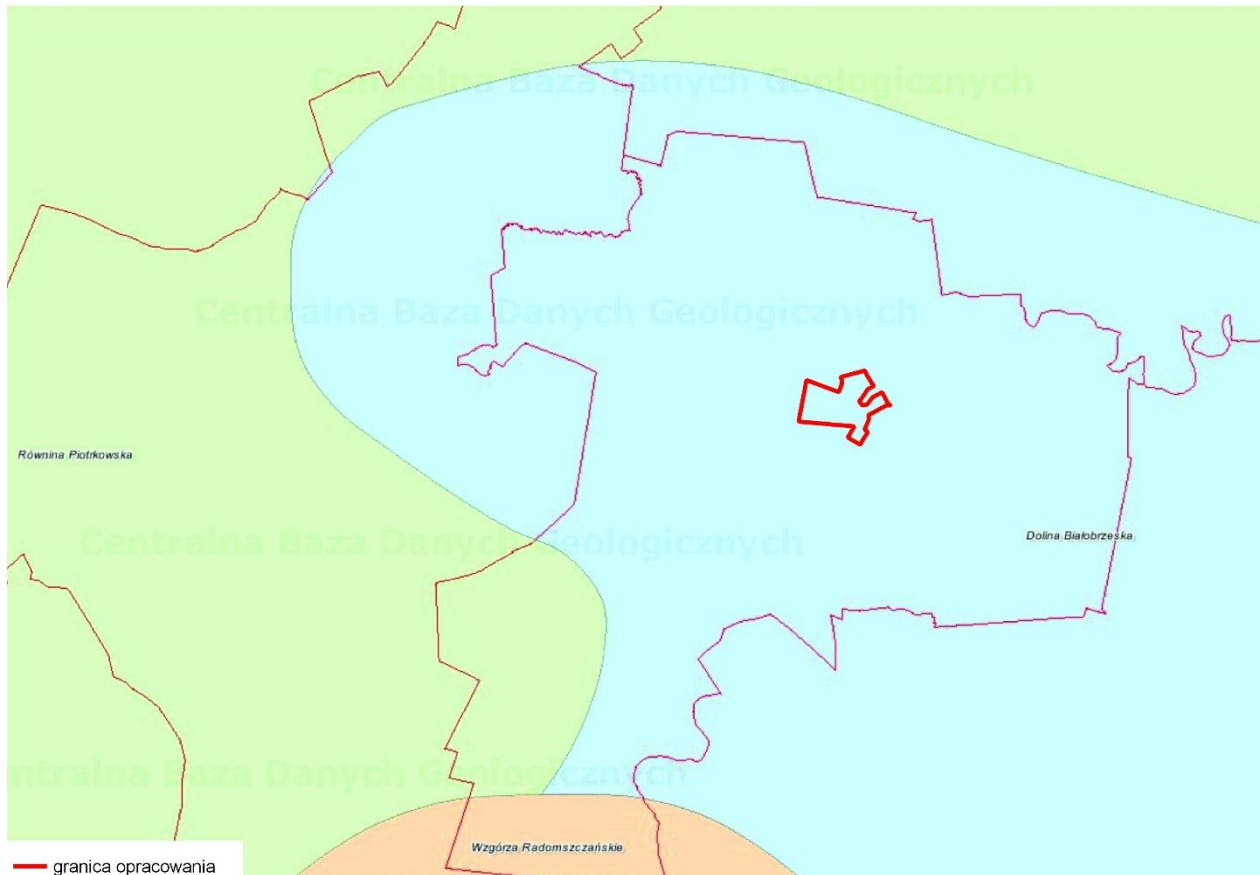 Centralna Baza Danych Geologicznych
Centralna Baza Danych Geologicznych
Równina Piotrkowska
Dolina Białobrzeska
Centralna Baza Danych Geologicznych
entralna Baza Danych Geologicznych
Wzgórza Radomszczańskie
granica opracowania